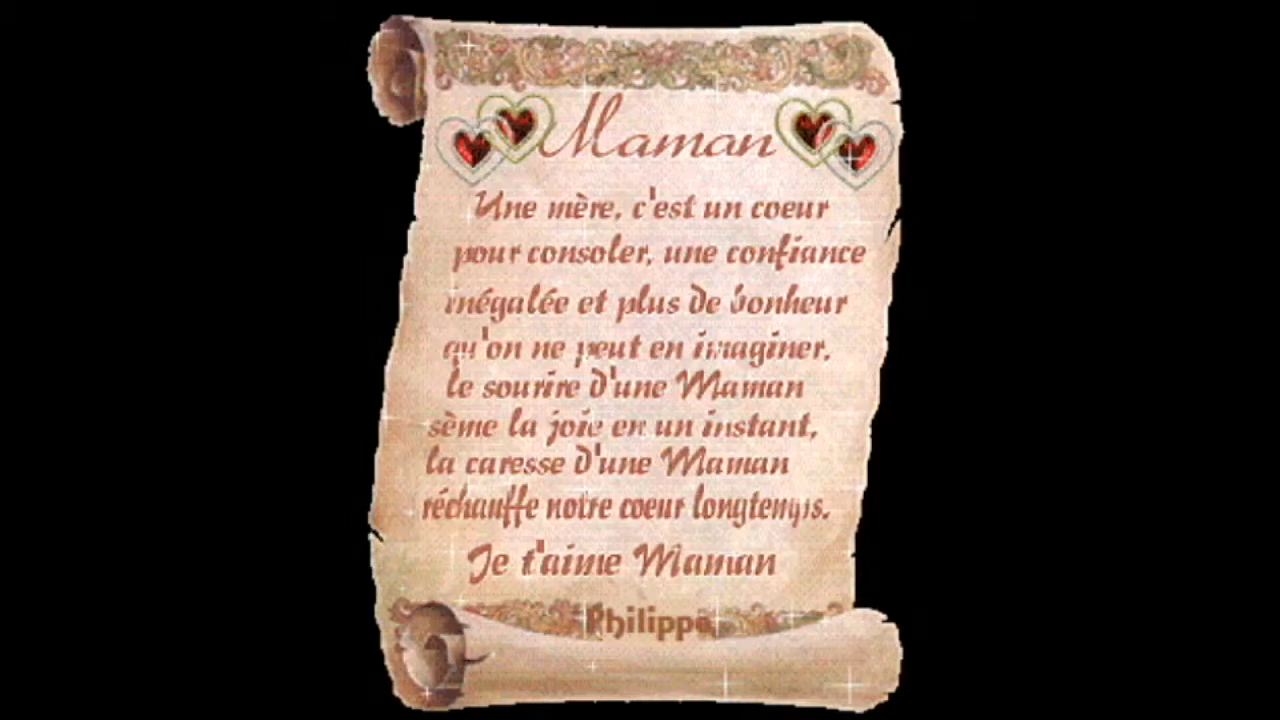 Maman
Une mère, c'est un coeur
pour consoler, une confiance
inégalée et plus de bonheur
qu'on ne peut en imaginer.
le sourire d'une Maman
sème la joie en un instant,
la caresse d'une Maman
réchauffe notre coeur longtemps.
Je t'aime Maman
Philippe